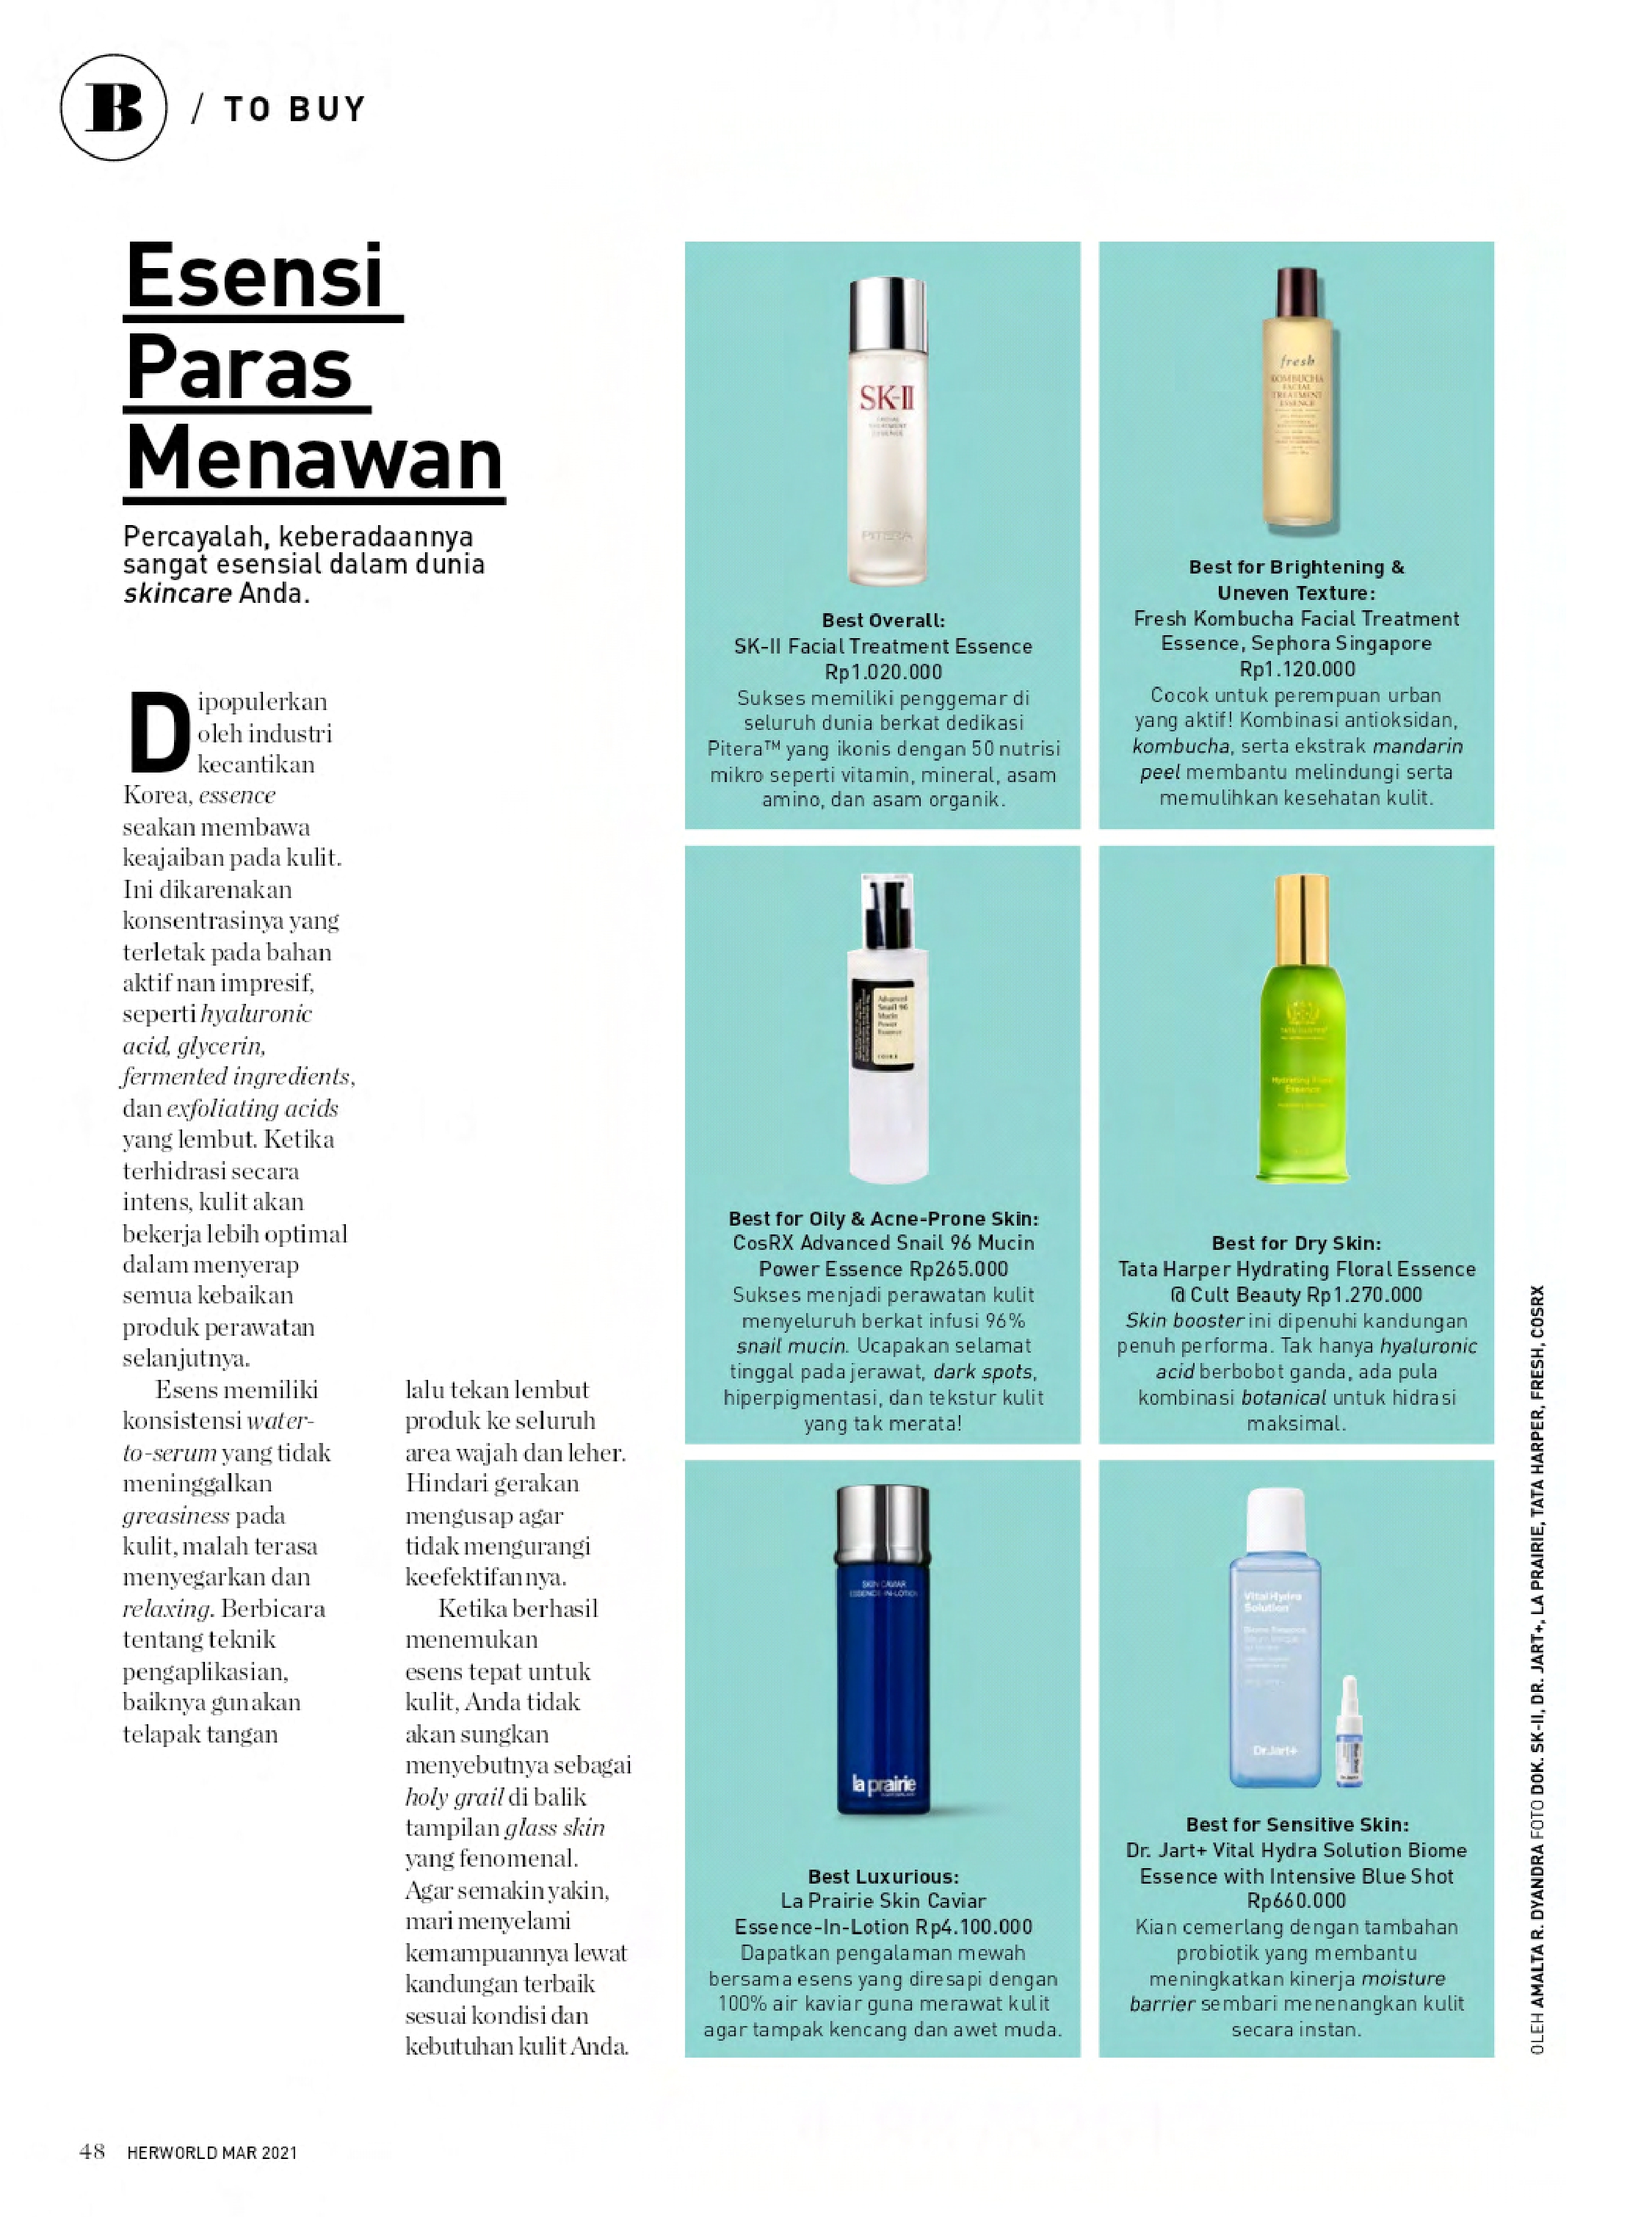 B / TO BUY
Esensi
Paras
Menawan
Percayalah, keberadaannya
sangat esensial dalam dunia
skincare Anda.
Dipopulerkan
oleh industri
kecantikan
Korea, essence
seakan membawa
keajaiban pada kulit.
Ini dikarenakan
konsentrasinya yang
terletak pada bahan
aktif nan impresif,
seperti hyaluronic
acid, glycerin,
fermented ingredients,
dan exfoliating acids
yang lembut. Ketika
terhidrasi secara
intens, kulit akan
bekerja lebih optimal
dalam menyerap
semua kebaikan
produk perawatan
selanjutnya.
Esens memiliki
konsistensi water-
to-serum yang tidak
meninggalkan
greasiness pada
kulit, malah terasa
menyegarkan dan
relaxing. Berbicara
tentang teknik
pengaplikasian,
baiknya gunakan
telapak tangan
lalu tekan lembut
produk ke seluruh
area wajah dan leher.
Hindari gerakan
mengusap agar
tidak mengurangi
keefektifannya.
Ketika berhasil
menemukan
esens tepat untuk
kulit, Anda tidak
akan sungkan
menyebutnya sebagai
holy grail di balik
tampilan glass skin
yang fenomenal.
Agar semakin yakin,
mari menyelami
kemampuannya lewat
kandungan terbaik
sesuai kondisi dan
kebutuhan kulit Anda.
SK-II
FACIAL
TREATMENT
ESSENCE
PITERA
Best Overall:
SK-II Facial Treatment Essence
Rp1.020.000
Sukses memiliki penggemar di
seluruh dunia berkat dedikasi
Pitera™ yang ikonis dengan 50 nutrisi
mikro seperti vitamin, mineral, asam
amino, dan asam organik.
fresh
KOMBUCHA
FACIAL
TREATMENT
ESSENCE
Best for Brightening &
Uneven Texture:
Fresh Kombucha Facial Treatment
Essence, Sephora Singapore
Rp1.120.000
Cocok untuk perempuan urban
yang aktif! Kombinasi antioksidan,
kombucha, serta ekstrak mandarin
peel membantu melindungi serta
memulihkan kesehatan kulit.
Advanced
Snail 96
Mucin
Power
Essence
COSRX
Best for Oily & Acne-Prone Skin:
CosRX Advanced Snail 96 Mucin
Power Essence Rp265.000
Sukses menjadi perawatan kulit
menyeluruh berkat infusi 96%
snail mucin. Ucapakan selamat
tinggal pada jerawat, dark spots,
hiperpigmentasi, dan tekstur kulit
yang tak merata!
TATA HARPER
Hydrating Floral
Essence
Best for Dry Skin:
Tata Harper Hydrating Floral Essence
@ Cult Beauty Rp1.270.000
Skin booster ini dipenuhi kandungan
penuh performa. Tak hanya hyaluronic
acid berbobot ganda, ada pula
kombinasi botanical untuk hidrasi
maksimal.
SKIN CAVIAR
ESSENCE-IN-LOTION
la prairie
Best Luxurious:
La Prairie Skin Caviar
Essence-In-Lotion Rp4.100.000
Dapatkan pengalaman mewah
bersama esens yang diresapi dengan
100% air kaviar guna merawat kulit
agar tampak kencang dan awet muda.
Vital Hydra
Solution
Biome Essence
Dr.Jart+
Best for Sensitive Skin:
Dr. Jart+ Vital Hydra Solution Biome
Essence with Intensive Blue Shot
Rp660.000
Kian cemerlang dengan tambahan
probiotik yang membantu
meningkatkan kinerja moisture
barrier sembari menenangkan kulit
secara instan.
OLEH AMALTA R. DYANDRA FOTO DOK. SK-II, DR. JART+, LA PRAIRIE, TATA HARPER, FRESH, COSRX
48 HERWORLD MAR 2021